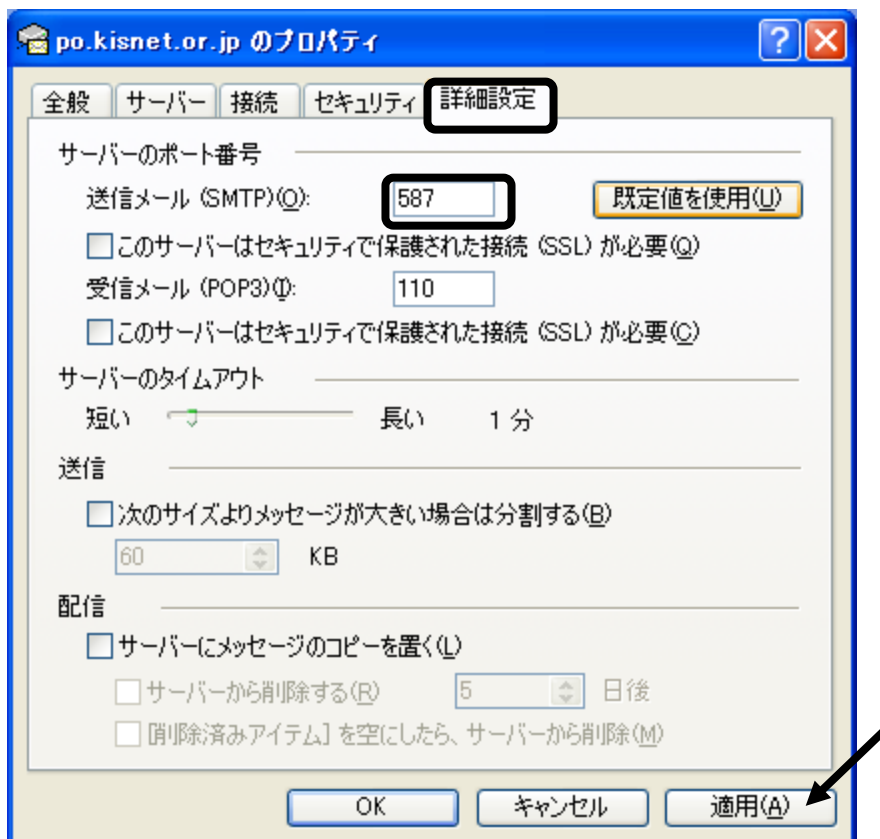 po.kisnet.or.jp のプロパティ
全般 サーバー 接続 セキュリティ 詳細設定
サーバーのポート番号
送信メール (SMTP)(O): 587 既定値を使用(U)
このサーバーはセキュリティで保護された接続 (SSL) が必要(Q)
受信メール (POP3)(I): 110
このサーバーはセキュリティで保護された接続 (SSL) が必要(C)
サーバーのタイムアウト
短い 長い 1 分
送信
次のサイズよりメッセージが大きい場合は分割する(B)
60 KB
配信
サーバーにメッセージのコピーを置く(L)
サーバーから削除する(R) 5 日後
[削除済みアイテム] を空にしたら、サーバーから削除(M)
OK キャンセル 適用(A)